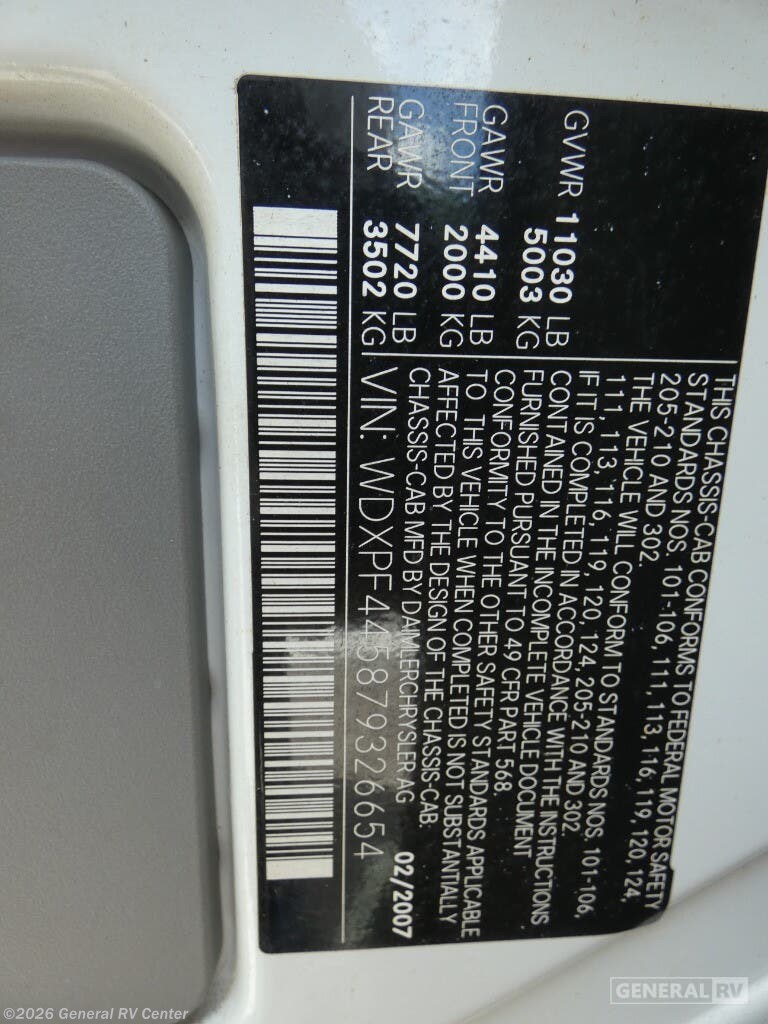 THIS CHASSIS-CAB CONFORMS TO FEDERAL MOTOR SAFETY
STANDARDS NOS. 101-106, 111, 113, 116, 119, 120, 124,
205-210 AND 302.
THE VEHICLE WILL CONFORM TO STANDARDS NOS. 101-106,
111, 113, 116, 119, 120, 124, 205-210 AND 302
IF IT IS COMPLETED IN ACCORDANCE WITH THE INSTRUCTIONS
CONTAINED IN THE INCOMPLETE VEHICLE DOCUMENT
FURNISHED PURSUANT TO 49 CFR PART 568.
CONFORMITY TO THE OTHER SAFETY STANDARDS APPLICABLE
TO THIS VEHICLE WHEN COMPLETED IS NOT SUBSTANTIALLY
AFFECTED BY THE DESIGN OF THE CHASSIS-CAB.
CHASSIS-CAB MFD BY DAIMLERCHRYSLER AG 02/2007
GVWR 11030 LB
5003 KG
GAWR 4410 LB
FRONT 2000 KG
GAWR 7720 LB
REAR 3502 KG
VIN: WDXPF445879326654
©2026 General RV Center
GENERAL RV